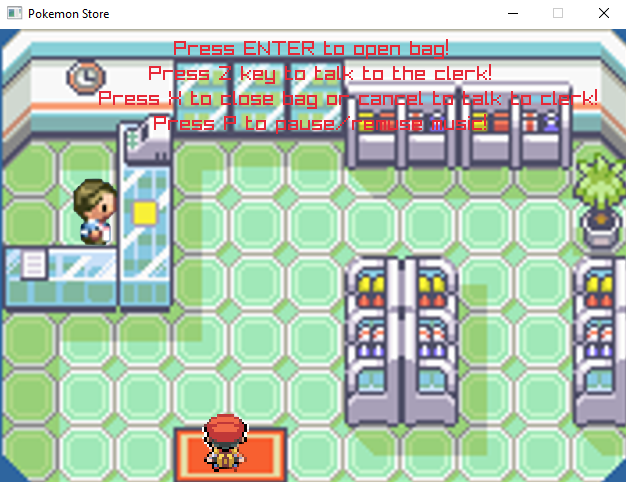 Pokemon Store
Press ENTER to open bag!
Press Z key to talk to the clerk!
Press X to close bag or cancel to talk to clerk!
Press P to pause/remuse music!